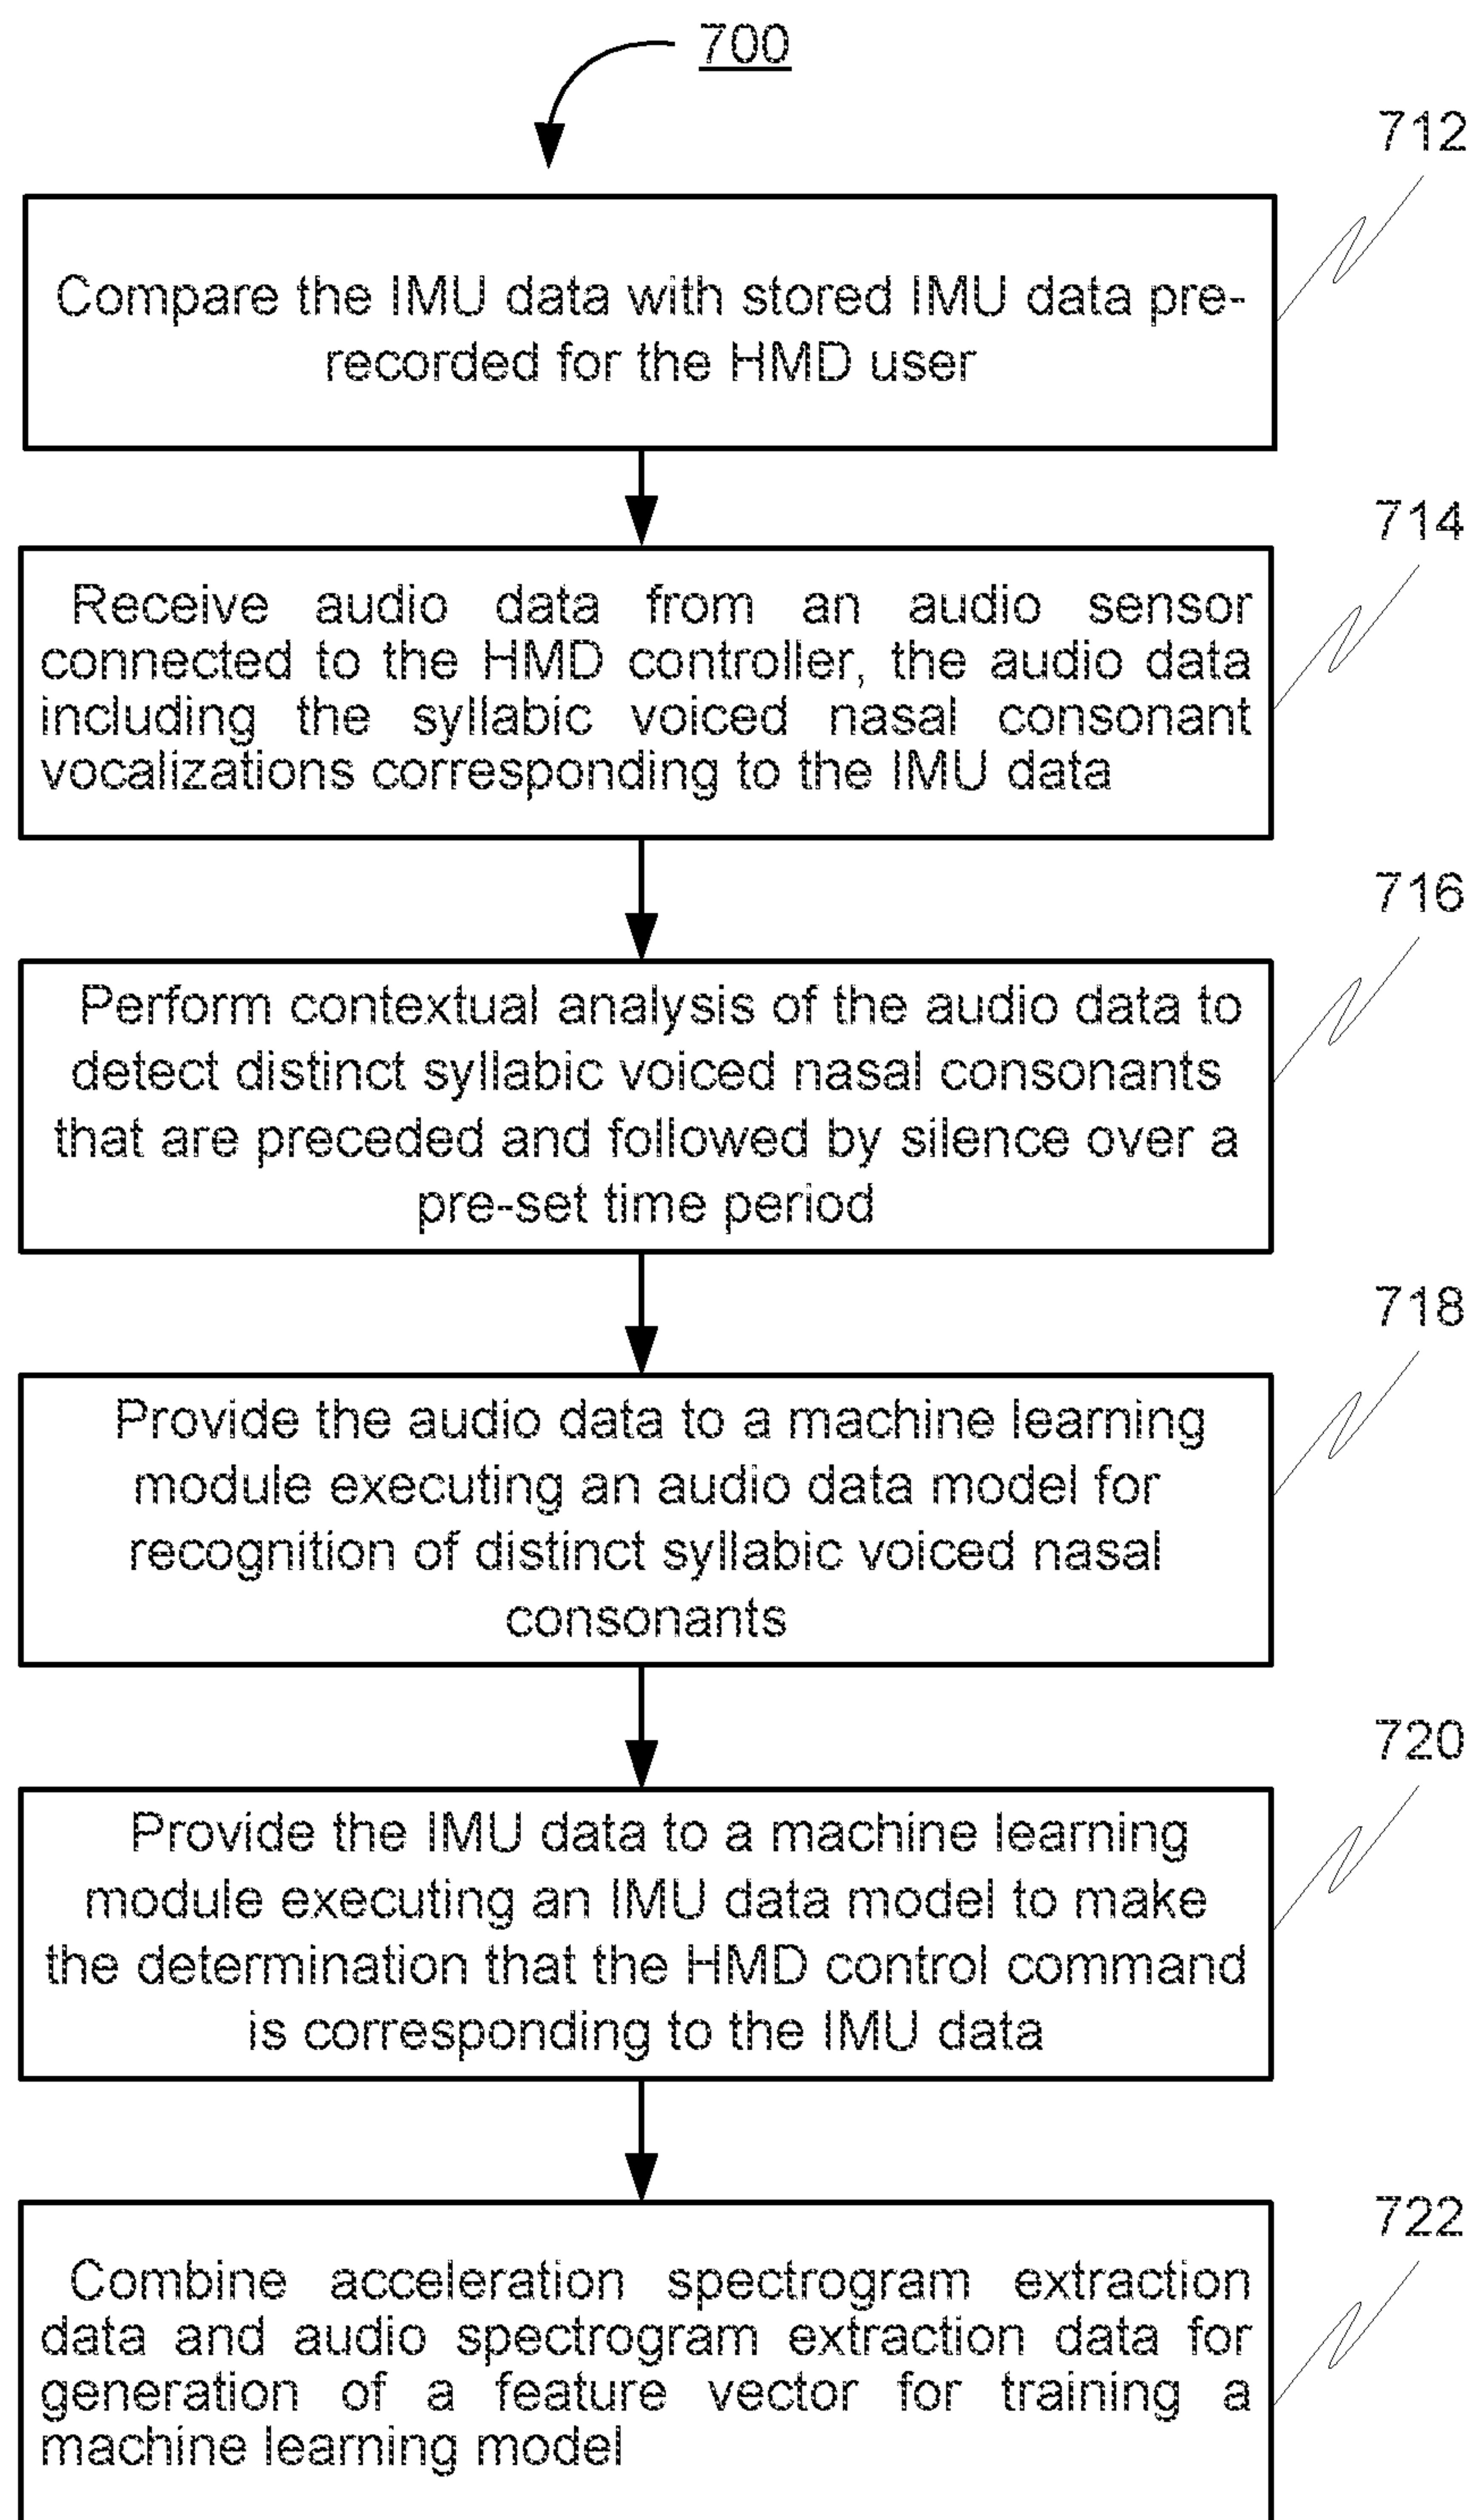 700
712
Compare the IMU data with stored IMU data pre-
recorded for the HMD user
714
Receive audio data from an audio sensor
connected to the HMD controller, the audio data
including the syllabic voiced nasal consonant
vocalizations corresponding to the IMU data
716
Perform contextual analysis of the audio data to
detect distinct syllabic voiced nasal consonants
that are preceded and followed by silence over a
pre-set time period
718
Provide the audio data to a machine learning
module executing an audio data model for
recognition of distinct syllabic voiced nasal
consonants
720
Provide the IMU data to a machine learning
module executing an IMU data model to make
the determination that the HMD control command
is corresponding to the IMU data
722
Combine acceleration spectrogram extraction
data and audio spectrogram extraction data for
generation of a feature vector for training a
machine learning model